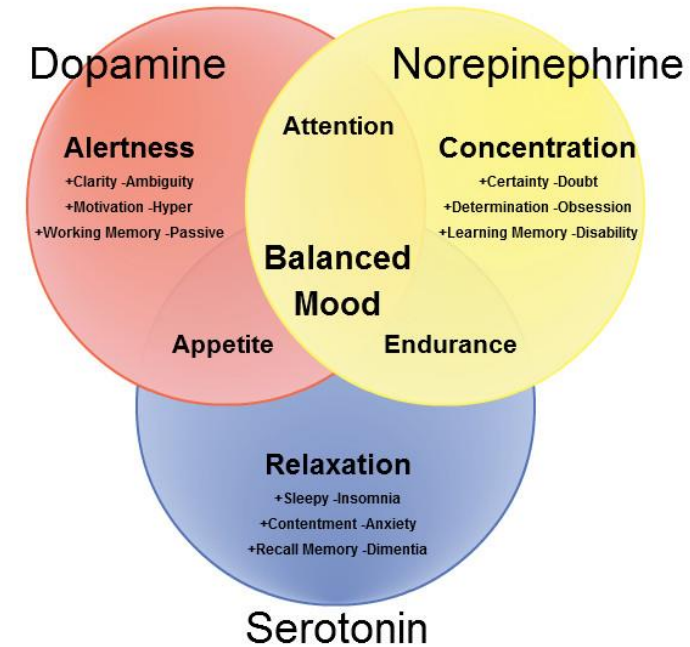 Dopamine
Norepinephrine
Attention
Alertness
+Clarity -Ambiguity
+Motivation -Hyper
+Working Memory -Passive
Concentration
+Certainty -Doubt
+Determination -Obsession
+Learning Memory -Disability
Balanced
Mood
Appetite
Endurance
Relaxation
+Sleepy -Insomnia
+Contentment -Anxiety
+Recall Memory -Dimentia
Serotonin